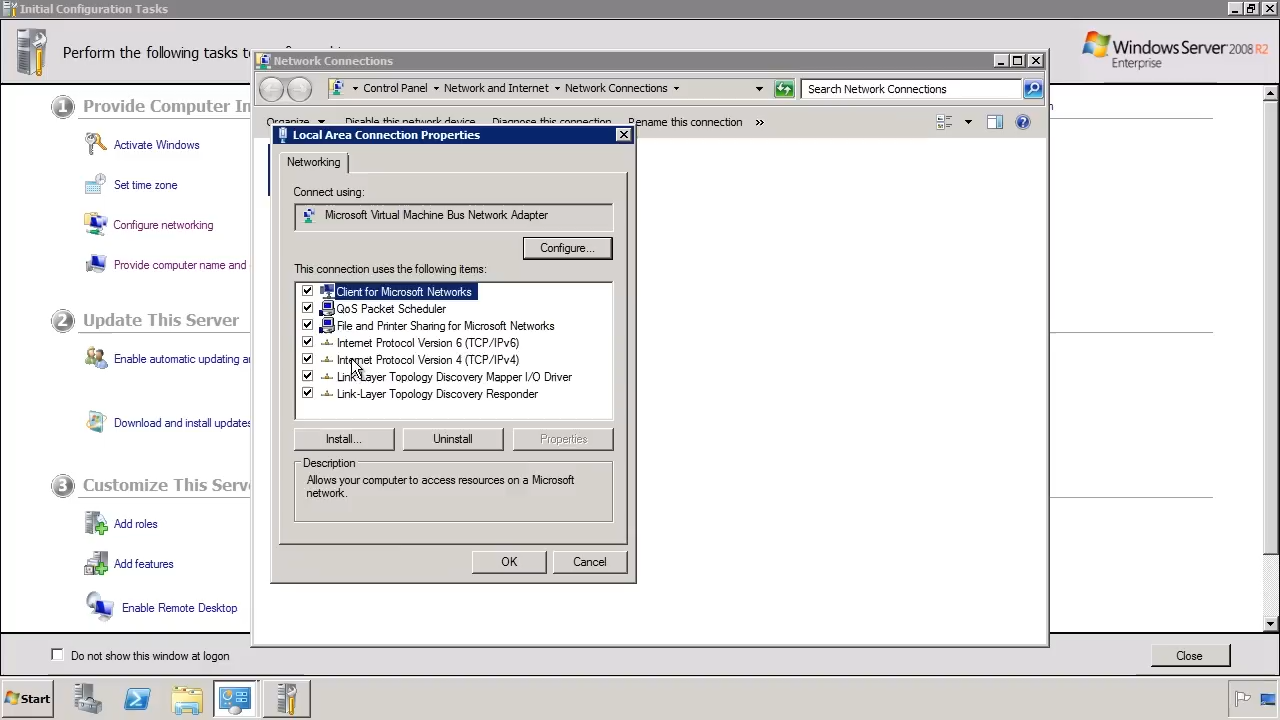 Initial Configuration Tasks
Perform the following tasks to
Windows Server 2008 R2
Enterprise
1 Provide Computer In
Activate Windows
Set time zone
Configure networking
Provide computer name and
2 Update This Server
Enable automatic updating a
Download and install updates
3 Customize This Serve
Add roles
Add features
Enable Remote Desktop
Do not show this window at logon
Close
Network Connections
Control Panel Network and Internet Network Connections
Search Network Connections
Organize Disable this network device Diagnose this connection Rename this connection »
Local Area Connection Properties
Networking
Connect using:
Microsoft Virtual Machine Bus Network Adapter
Configure...
This connection uses the following items:
Client for Microsoft Networks
QoS Packet Scheduler
File and Printer Sharing for Microsoft Networks
Internet Protocol Version 6 (TCP/IPv6)
Internet Protocol Version 4 (TCP/IPv4)
Link-Layer Topology Discovery Mapper I/O Driver
Link-Layer Topology Discovery Responder
Install... Uninstall Properties
Description
Allows your computer to access resources on a Microsoft
network.
OK Cancel
Start